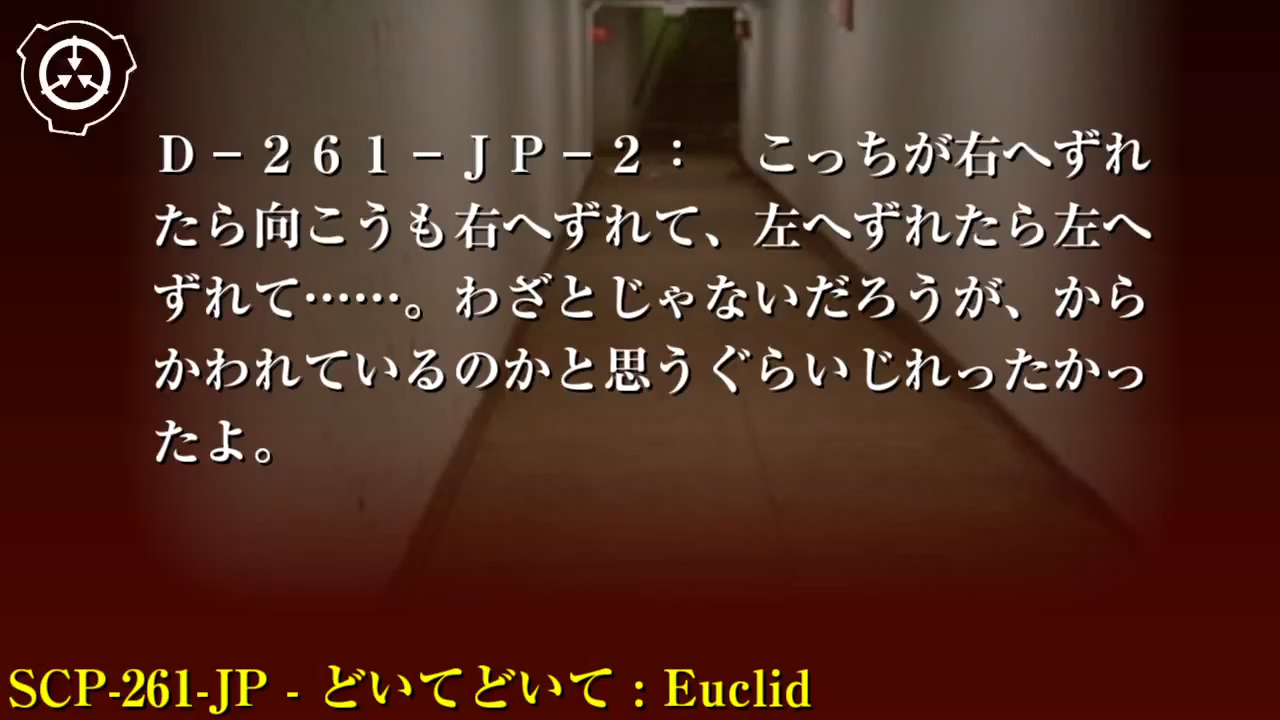 Ｄ－２６１－ＪＰ－２：　こっちが右へずれ
たら向こうも右へずれて、左へずれたら左へ
ずれて……。わざとじゃないだろうが、から
かわれているのかと思うぐらいじれったかっ
たよ。
SCP-261-JP - どいてどいて : Euclid